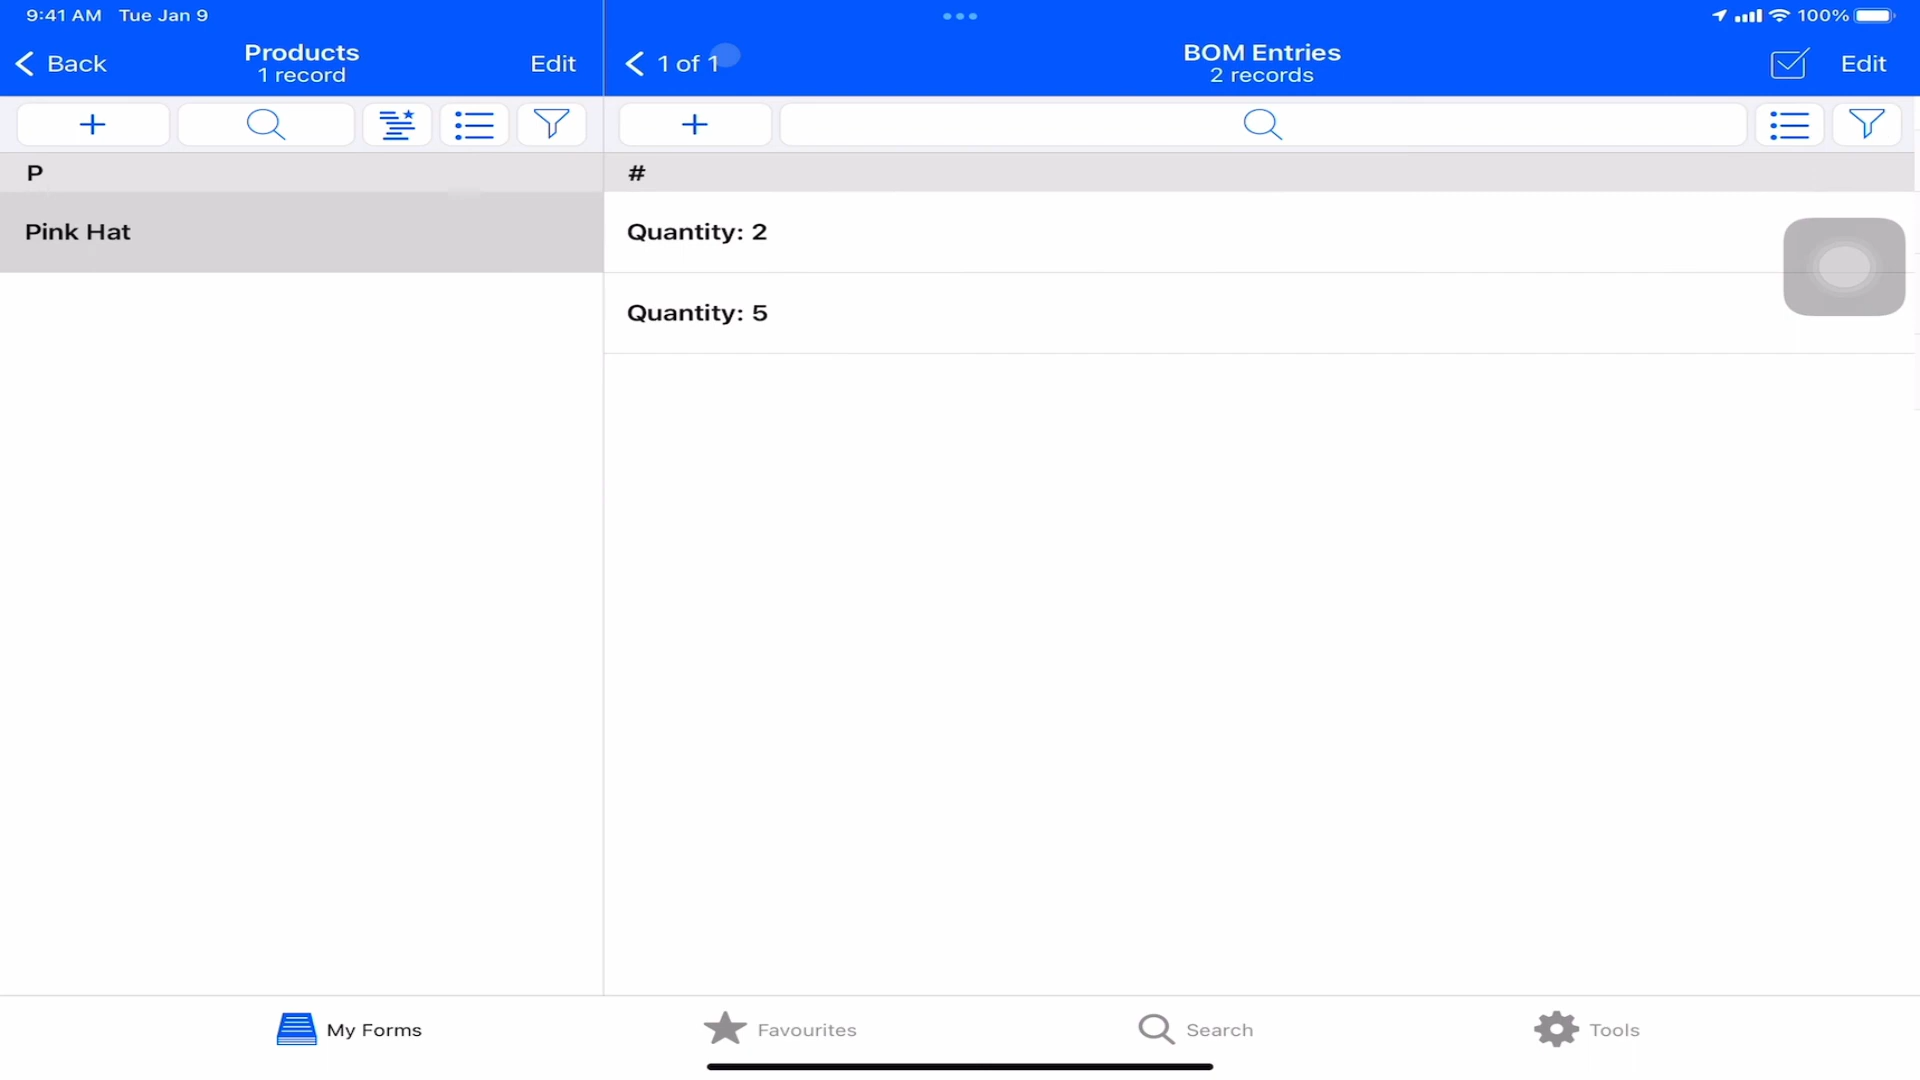 9:41 AM Tue Jan 9
100%
Back
Products
1 record
Edit
1 of 1
BOM Entries
2 records
Edit
P
Pink Hat
#
Quantity: 2
Quantity: 5
My Forms
Favourites
Search
Tools